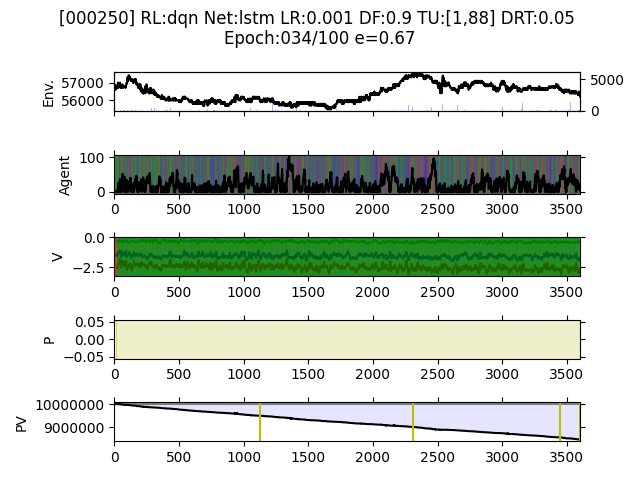 [000250] RL:dqn Net:lstm LR:0.001 DF:0.9 TU:[1,88] DRT:0.05
Epoch:034/100 e=0.67
Env.
57000
56000
5000
0
Agent
100
0
0 500 1000 1500 2000 2500 3000 3500
V
0.0
−2.5
0 500 1000 1500 2000 2500 3000 3500
P
0.05
0.00
−0.05
0 500 1000 1500 2000 2500 3000 3500
PV
10000000
9000000
0 500 1000 1500 2000 2500 3000 3500